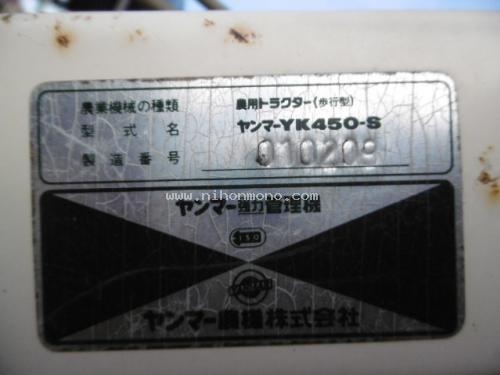 農業機械の種類 農用トラクター(歩行型)
型式名 ヤンマーYK450-S
製造番号 010209
www.nihonmono.com
ヤンマー強力管理機
ヤンマー農機株式会社